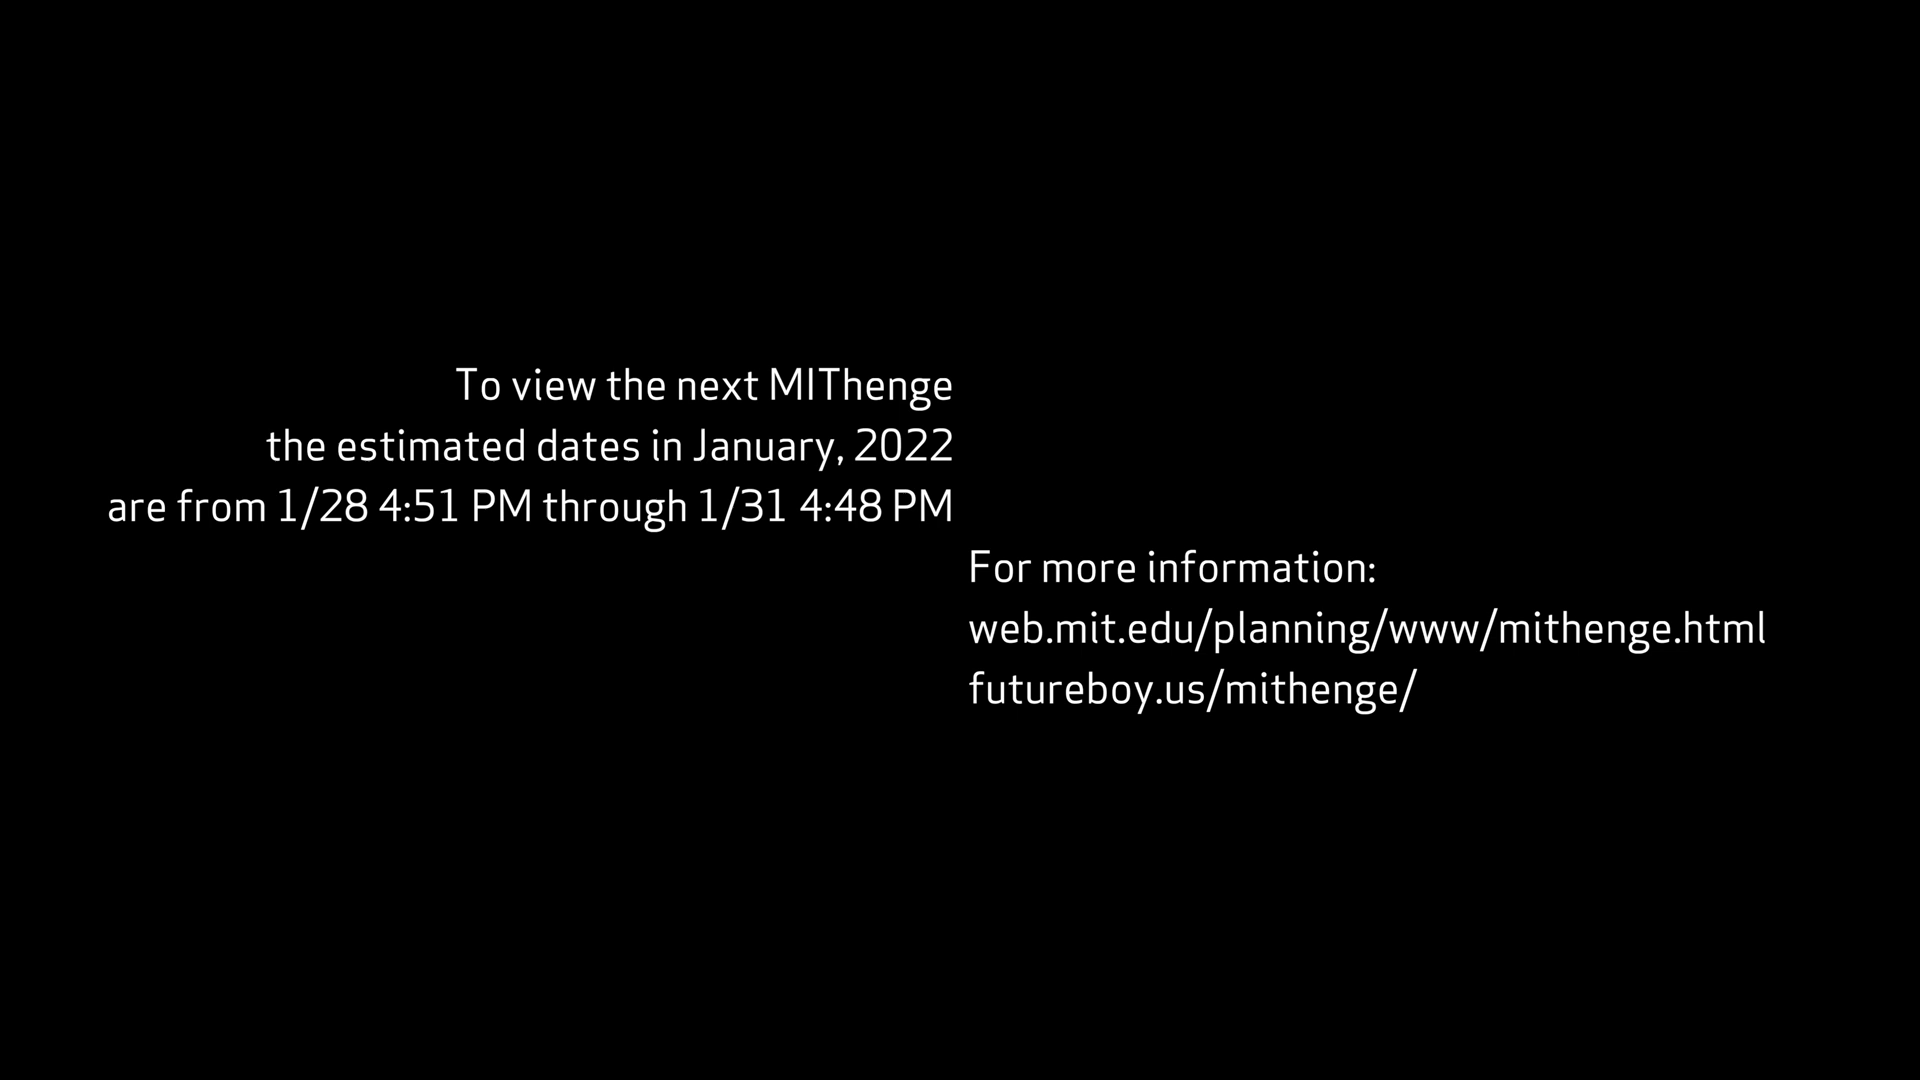 To view the next MIThenge
the estimated dates in January, 2022
are from 1/28 4:51 PM through 1/31 4:48 PM
For more information:
web.mit.edu/planning/www/mithenge.html
futureboy.us/mithenge/